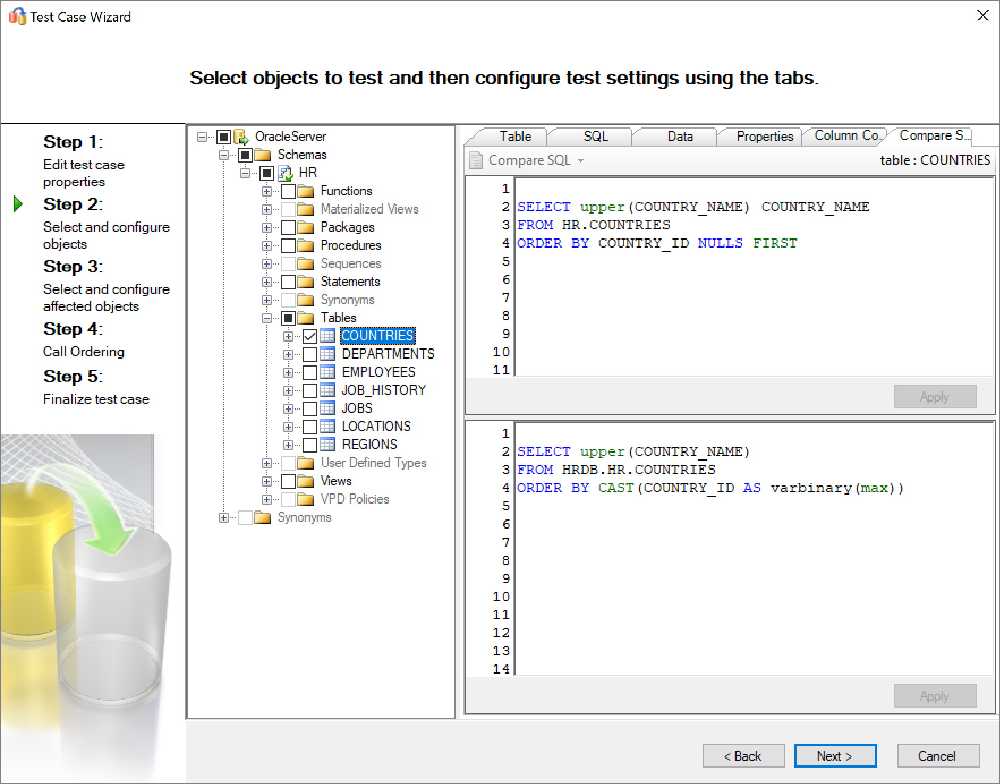 Test Case Wizard
Select objects to test and then configure test settings using the tabs.
Step 1:
Edit test case
properties
Step 2:
Select and configure
objects
Step 3:
Select and configure
affected objects
Step 4:
Call Ordering
Step 5:
Finalize test case
OracleServer
Schemas
HR
Functions
Materialized Views
Packages
Procedures
Sequences
Statements
Synonyms
Tables
COUNTRIES
DEPARTMENTS
EMPLOYEES
JOB_HISTORY
JOBS
LOCATIONS
REGIONS
User Defined Types
Views
VPD Policies
Synonyms
Table SQL Data Properties Column Co... Compare S...
Compare SQL table : COUNTRIES
1
2 SELECT upper(COUNTRY_NAME) COUNTRY_NAME
3 FROM HR.COUNTRIES
4 ORDER BY COUNTRY_ID NULLS FIRST
5
6
7
8
9
10
11
Apply
1
2 SELECT upper(COUNTRY_NAME)
3 FROM HRDB.HR.COUNTRIES
4 ORDER BY CAST(COUNTRY_ID AS varbinary(max))
5
6
7
8
9
10
11
12
13
14
Apply
< Back Next > Cancel